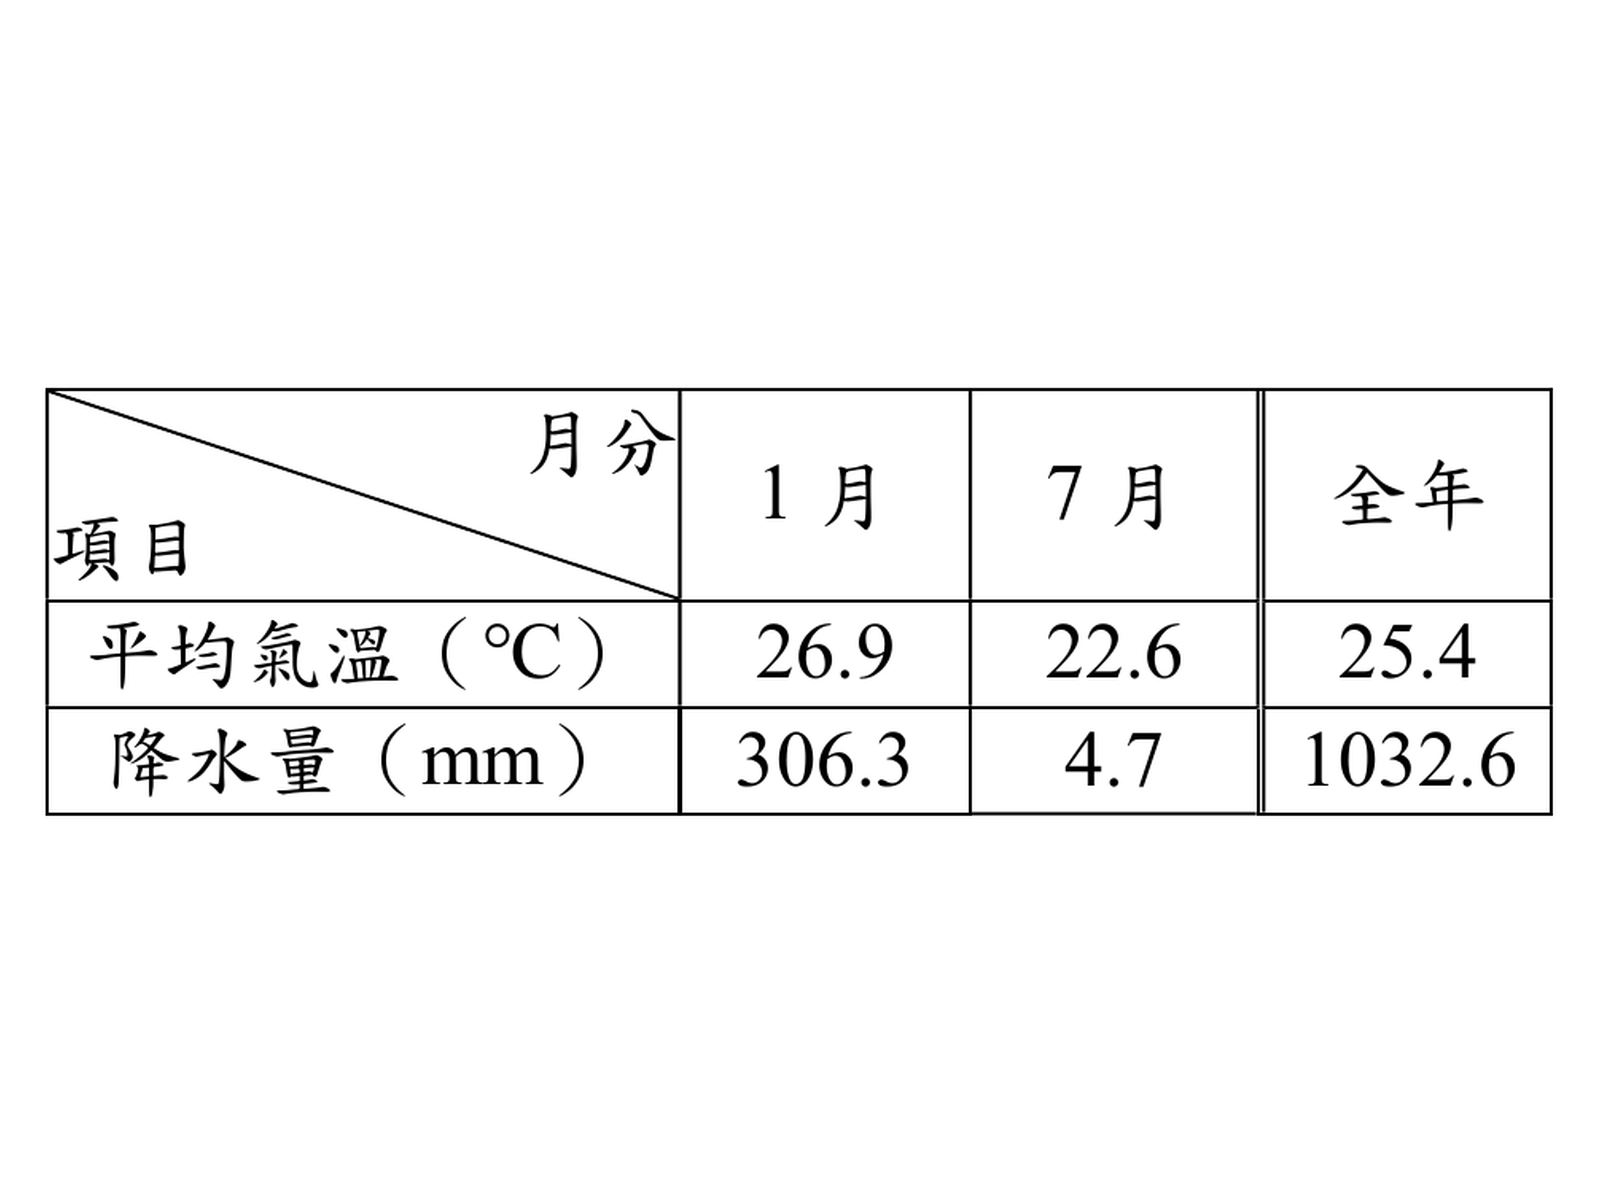 月分
項目
1 月
7 月
全年
平均氣溫（℃）
26.9
22.6
25.4
降水量（mm）
306.3
4.7
1032.6